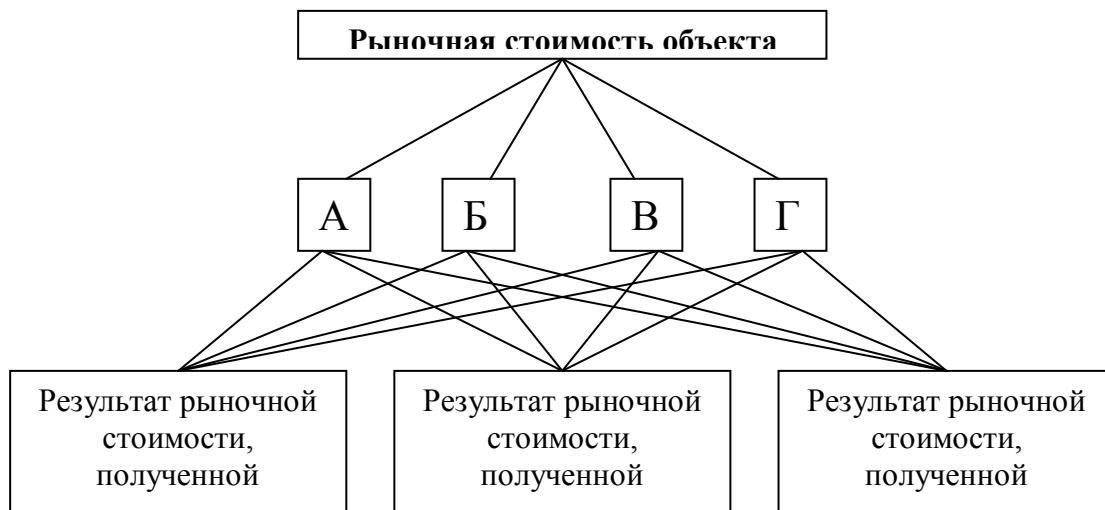 Рыночная стоимость объекта
А Б В Г
Результат рыночной
стоимости,
полученной
Результат рыночной
стоимости,
полученной
Результат рыночной
стоимости,
полученной